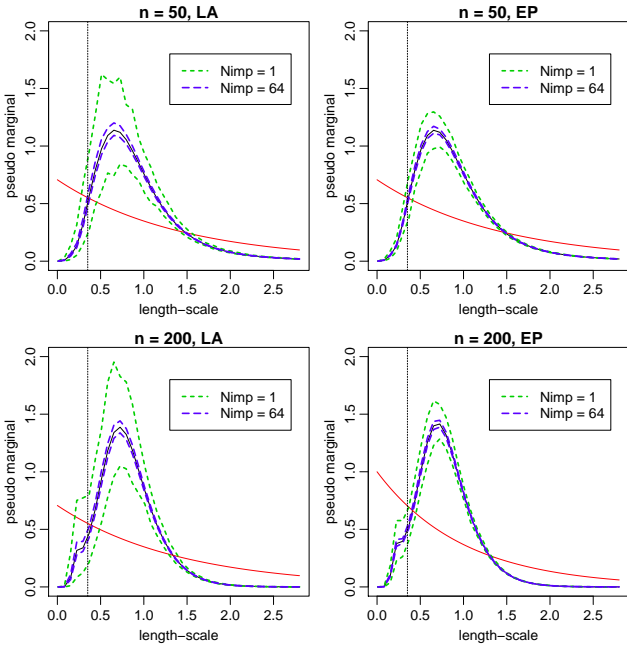 n = 50, LA
pseudo marginal
2.0
1.5
1.0
0.5
0.0
Nimp = 1
Nimp = 64
0.0 0.5 1.0 1.5 2.0 2.5
length−scale
n = 50, EP
pseudo marginal
2.0
1.5
1.0
0.5
0.0
Nimp = 1
Nimp = 64
0.0 0.5 1.0 1.5 2.0 2.5
length−scale
n = 200, LA
pseudo marginal
2.0
1.5
1.0
0.5
0.0
Nimp = 1
Nimp = 64
0.0 0.5 1.0 1.5 2.0 2.5
length−scale
n = 200, EP
pseudo marginal
2.0
1.5
1.0
0.5
0.0
Nimp = 1
Nimp = 64
0.0 0.5 1.0 1.5 2.0 2.5
length−scale